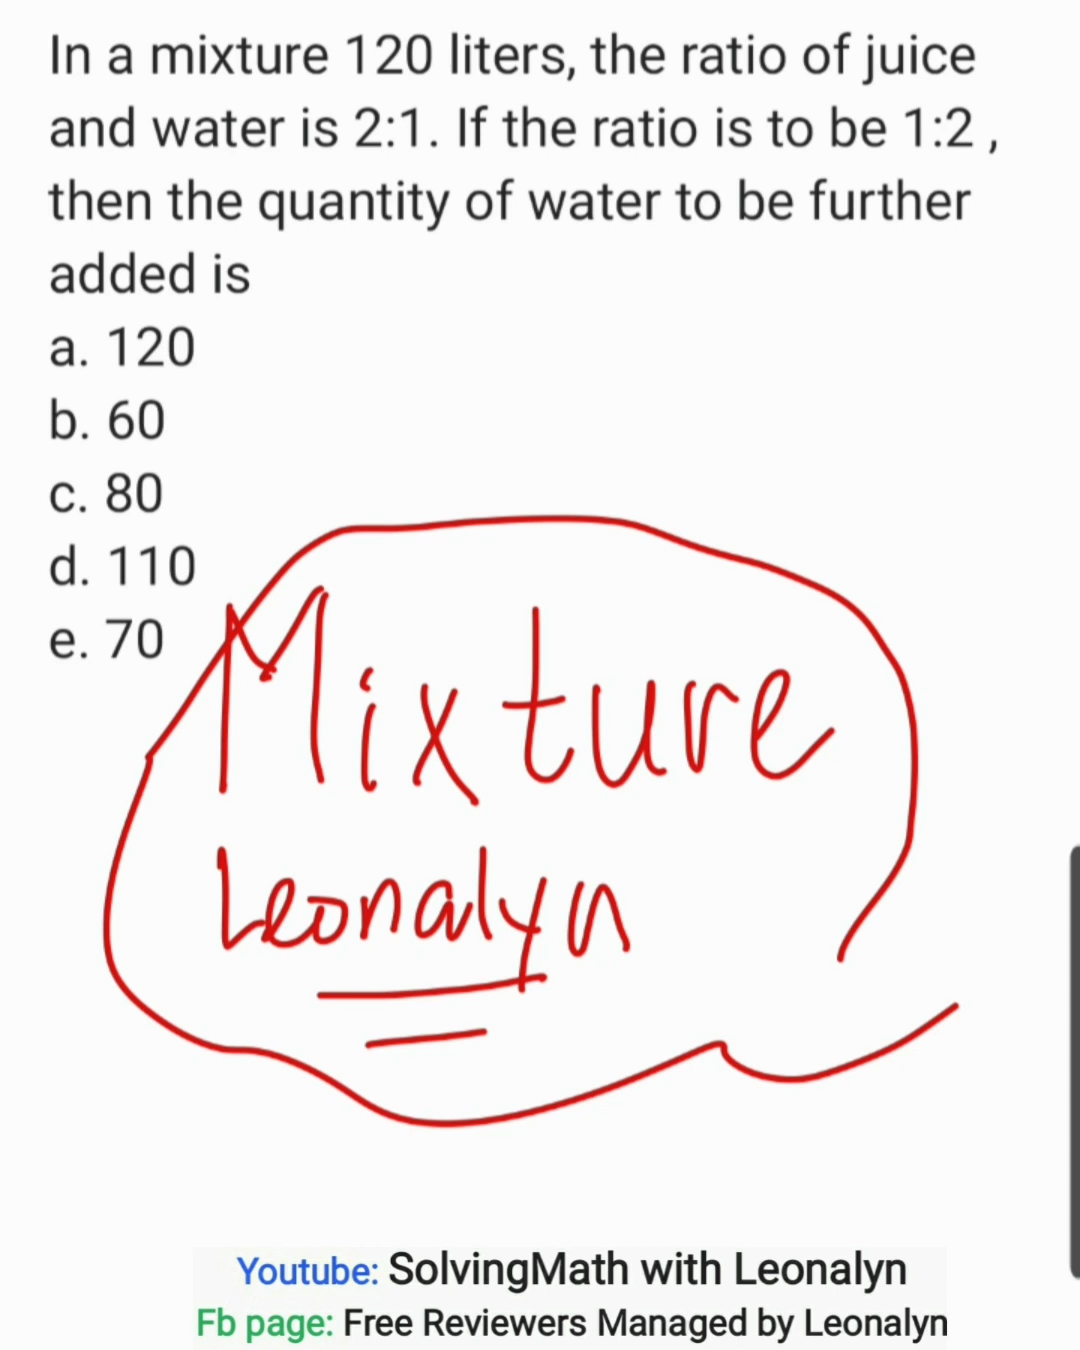 In a mixture 120 liters, the ratio of juice
and water is 2:1. If the ratio is to be 1:2 ,
then the quantity of water to be further
added is
a. 120
b. 60
c. 80
d. 110
e. 70
Mixture
Leonalyn
Youtube: SolvingMath with Leonalyn
Fb page: Free Reviewers Managed by Leonalyn